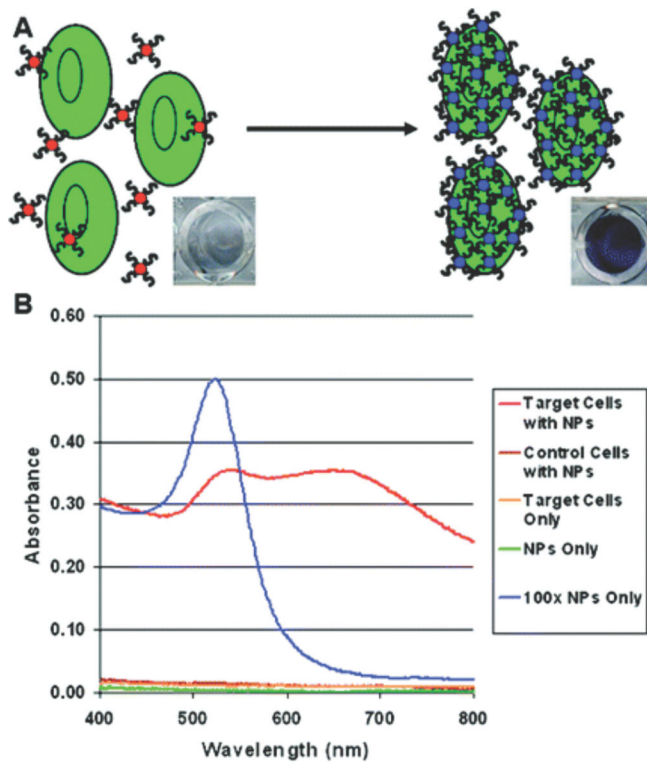 A
B
0.60
0.50
0.40
0.30
0.20
0.10
0.00
Absorbance
400
500
600
700
800
Wavelength (nm)
Target Cells
with NPs
Control Cells
with NPs
Target Cells
Only
NPs Only
100x NPs Only